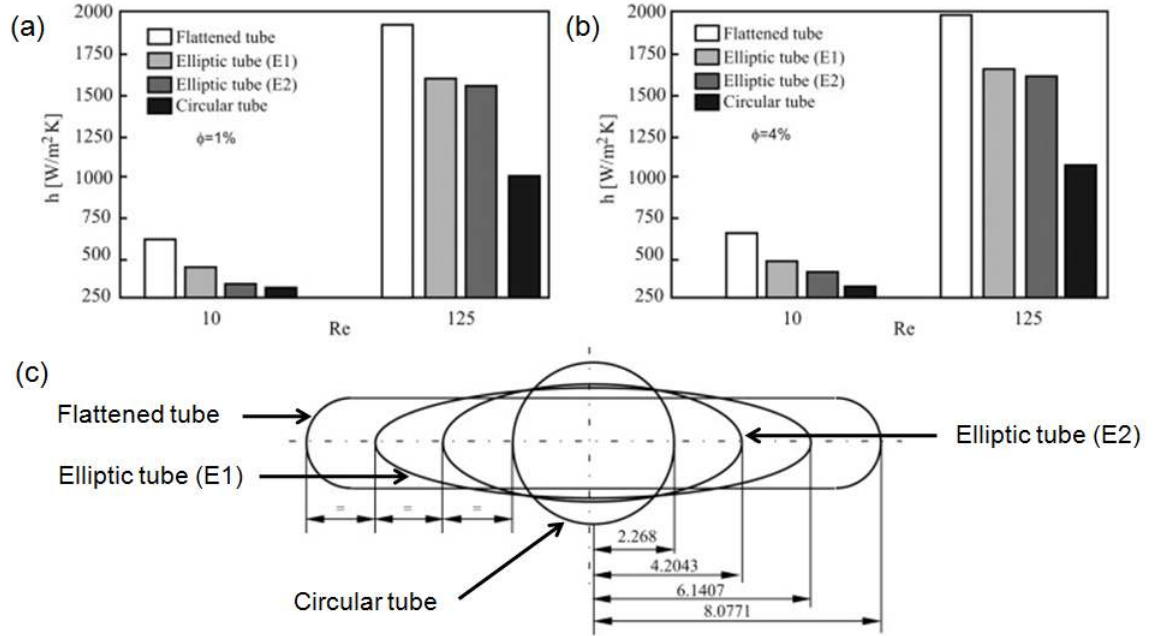 (a)
h [W/m²K]
2000
1750
1500
1250
1000
750
500
250
Flattened tube
Elliptic tube (E1)
Elliptic tube (E2)
Circular tube
ϕ=1%
10
Re
125
(b)
h [W/m²K]
2000
1750
1500
1250
1000
750
500
250
Flattened tube
Elliptic tube (E1)
Elliptic tube (E2)
Circular tube
ϕ=4%
10
Re
125
(c)
Flattened tube
Elliptic tube (E1)
Circular tube
Elliptic tube (E2)
= = =
2.268
4.2043
6.1407
8.0771